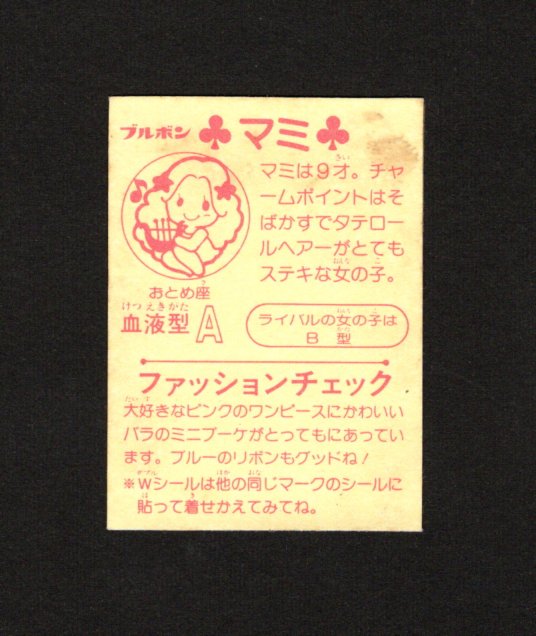 ブルボン ♣マミ♣
マミは9才。チャ
ームポイントはそ
ばかすでタテロー
ルヘアーがとても
ステキな女の子。
おとめ座
血液型 A
ライバルの女の子は
B型
ファッションチェック
大好きなピンクのワンピースにかわいい
バラのミニブーケがとってもにあってい
ます。ブルーのリボンもグッドね！
※Wシールは他の同じマークのシールに
貼って着せかえてみてね。